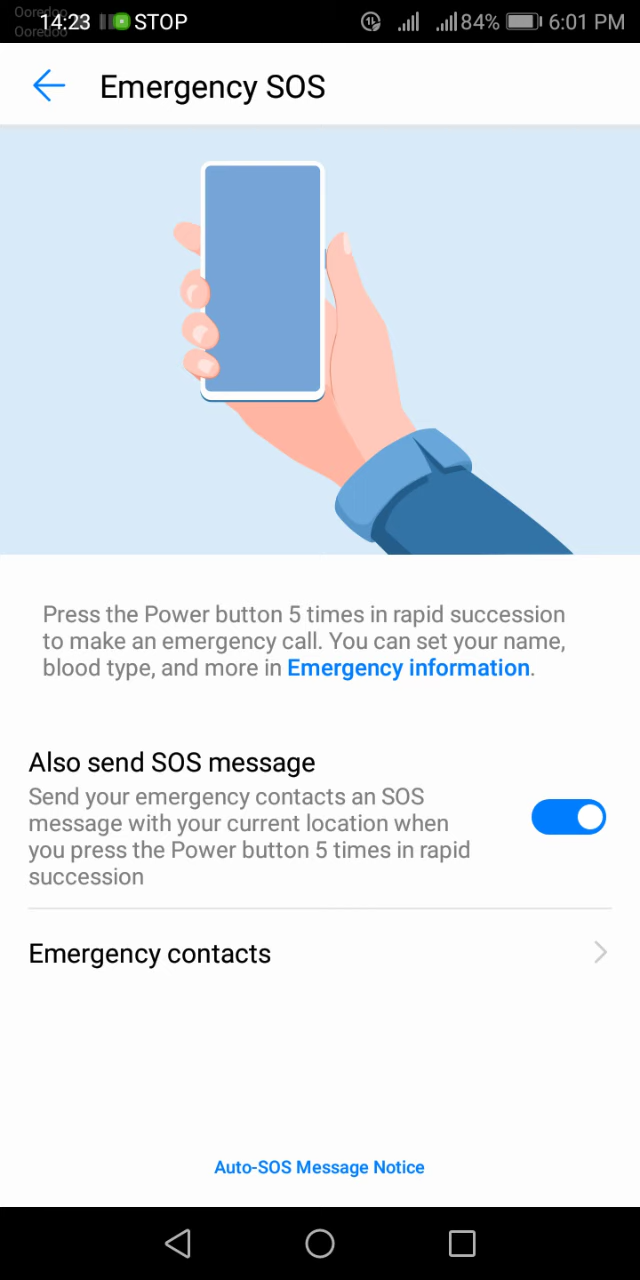 Ooredoo
Ooredoo
14:23 STOP 84% 6:01 PM
Emergency SOS
Press the Power button 5 times in rapid succession
to make an emergency call. You can set your name,
blood type, and more in Emergency information.
Also send SOS message
Send your emergency contacts an SOS
message with your current location when
you press the Power button 5 times in rapid
succession
Emergency contacts
Auto-SOS Message Notice